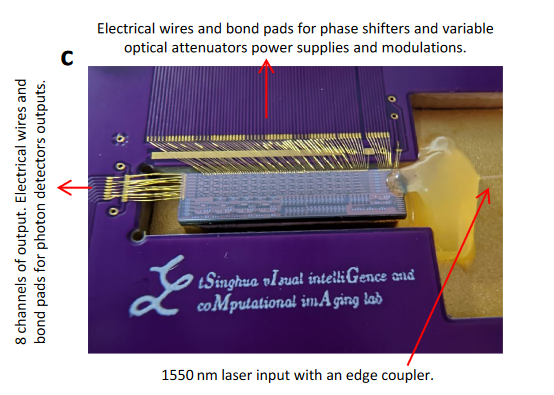 Electrical wires and bond pads for phase shifters and variable
optical attenuators power supplies and modulations.
c
8 channels of output. Electrical wires and
bond pads for photon detectors outputs.
tSinghua vIsual intelliGence and
coMputational imAging lab
1550 nm laser input with an edge coupler.